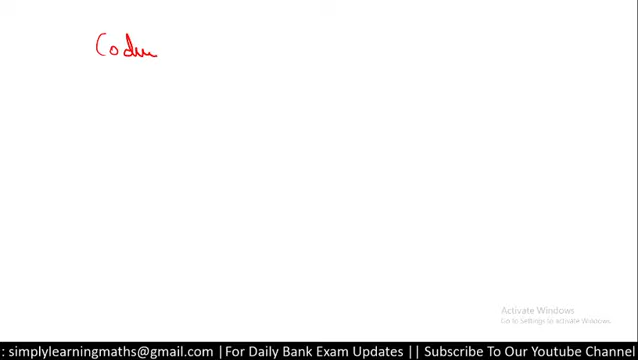 Activate Windows
Go to Settings to activate Windows.
: simplylearningmaths@gmail.com |For Daily Bank Exam Updates || Subscribe To Our Youtube Channel